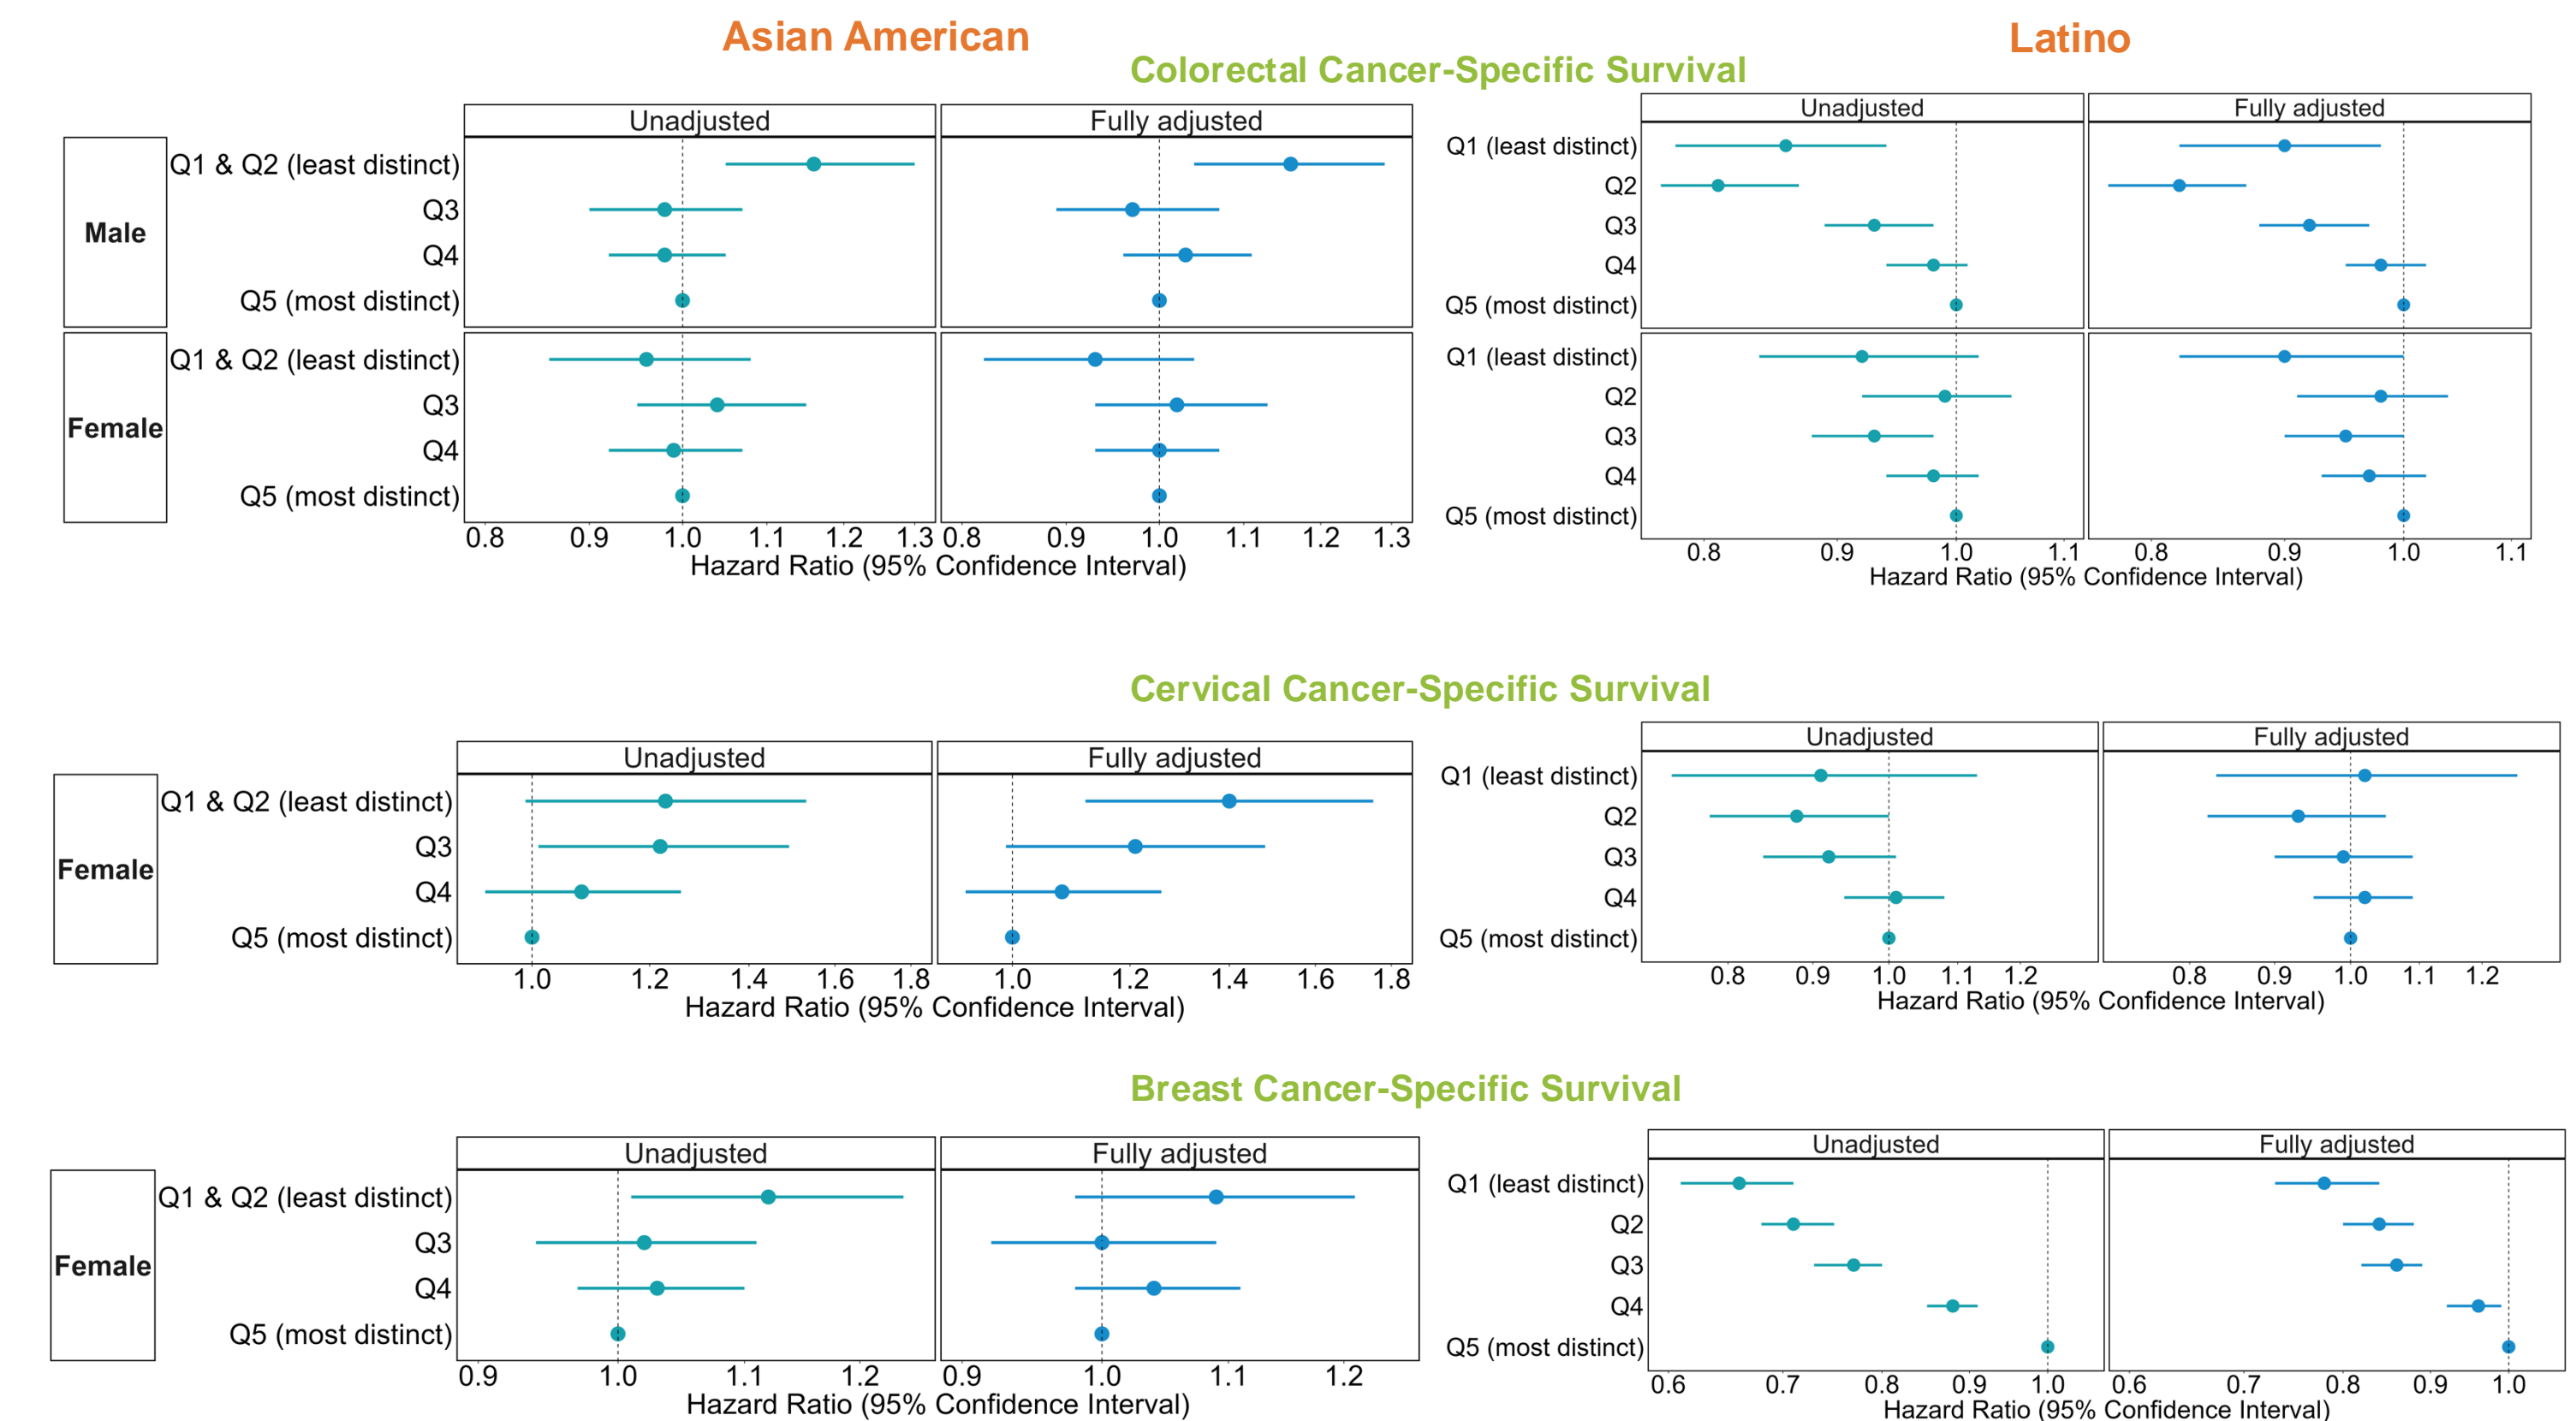 Asian American
Latino
Colorectal Cancer-Specific Survival
Unadjusted
Fully adjusted
Male
Q1 & Q2 (least distinct)
Q3
Q4
Q5 (most distinct)
Female
Q1 & Q2 (least distinct)
Q3
Q4
Q5 (most distinct)
0.8 0.9 1.0 1.1 1.2 1.3 0.8 0.9 1.0 1.1 1.2 1.3
Hazard Ratio (95% Confidence Interval)
Unadjusted
Fully adjusted
Q1 (least distinct)
Q2
Q3
Q4
Q5 (most distinct)
Q1 (least distinct)
Q2
Q3
Q4
Q5 (most distinct)
0.8 0.9 1.0 1.1 0.8 0.9 1.0 1.1
Hazard Ratio (95% Confidence Interval)
Cervical Cancer-Specific Survival
Unadjusted
Fully adjusted
Female
Q1 & Q2 (least distinct)
Q3
Q4
Q5 (most distinct)
1.0 1.2 1.4 1.6 1.8 1.0 1.2 1.4 1.6 1.8
Hazard Ratio (95% Confidence Interval)
Unadjusted
Fully adjusted
Q1 (least distinct)
Q2
Q3
Q4
Q5 (most distinct)
0.8 0.9 1.0 1.1 1.2 0.8 0.9 1.0 1.1 1.2
Hazard Ratio (95% Confidence Interval)
Breast Cancer-Specific Survival
Unadjusted
Fully adjusted
Female
Q1 & Q2 (least distinct)
Q3
Q4
Q5 (most distinct)
0.9 1.0 1.1 1.2 0.9 1.0 1.1 1.2
Hazard Ratio (95% Confidence Interval)
Unadjusted
Fully adjusted
Q1 (least distinct)
Q2
Q3
Q4
Q5 (most distinct)
0.6 0.7 0.8 0.9 1.0 0.6 0.7 0.8 0.9 1.0
Hazard Ratio (95% Confidence Interval)